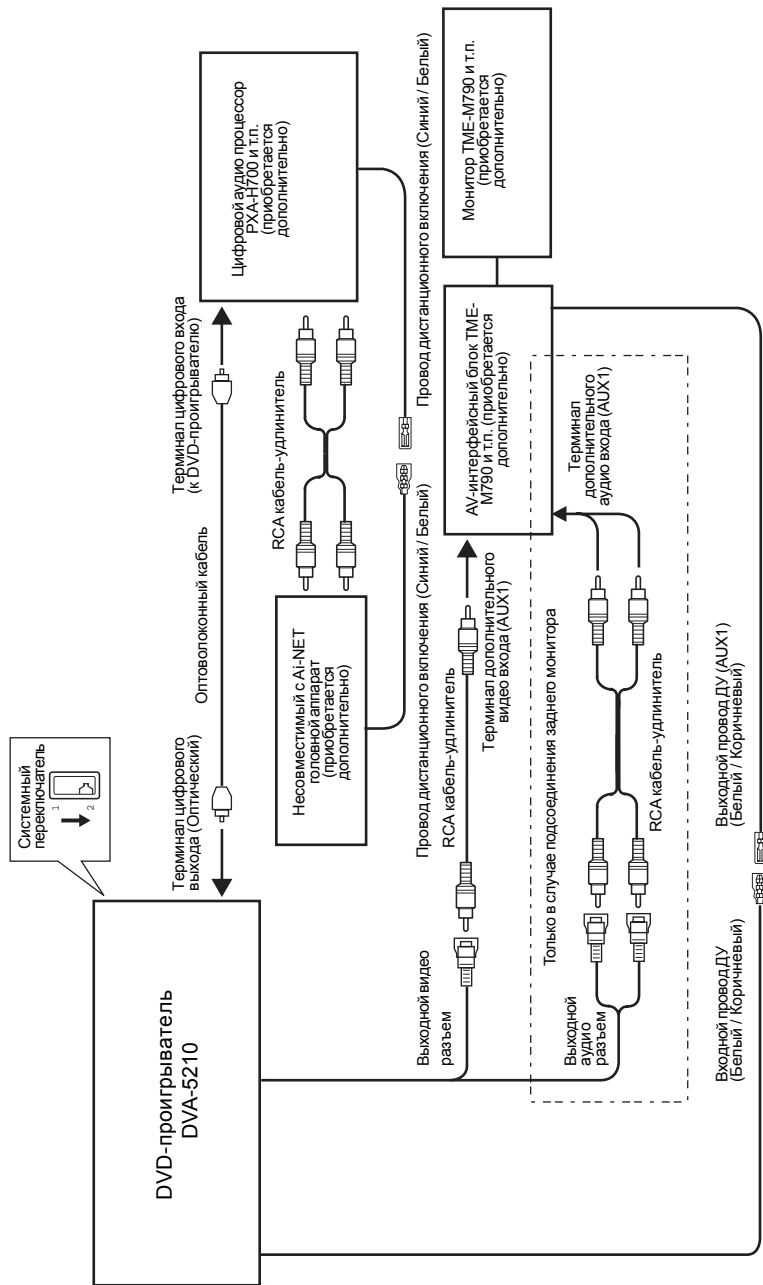 Системный
переключатель
1
2
DVD-проигрыватель
DVA-5210
Терминал цифрового
выхода (Оптический)
Оптоволоконный кабель
Терминал цифрового входа
(к DVD-проигрывателю)
Цифровой аудио процессор
PXA-H700 и т.п.
(приобретается
дополнительно)
RCA кабель-удлинитель
Несовместимый с Ai-NET
головной аппарат
(приобретается
дополнительно)
Провод дистанционного включения (Синий / Белый)
Провод дистанционного включения (Синий / Белый)
Выходной видео
разъем
RCA кабель-удлинитель
Терминал дополнительного
видео входа (AUX1)
AV-интерфейсный блок TME-
M790 и т.п. (приобретается
дополнительно)
Монитор TME-M790 и т.п.
(приобретается
дополнительно)
Только в случае подсоединения заднего монитора
Выходной
аудио
разъем
RCA кабель-удлинитель
Терминал
дополнительного
аудио входа (AUX1)
Входной провод ДУ
(Белый / Коричневый)
Выходной провод ДУ (AUX1)
(Белый / Коричневый)